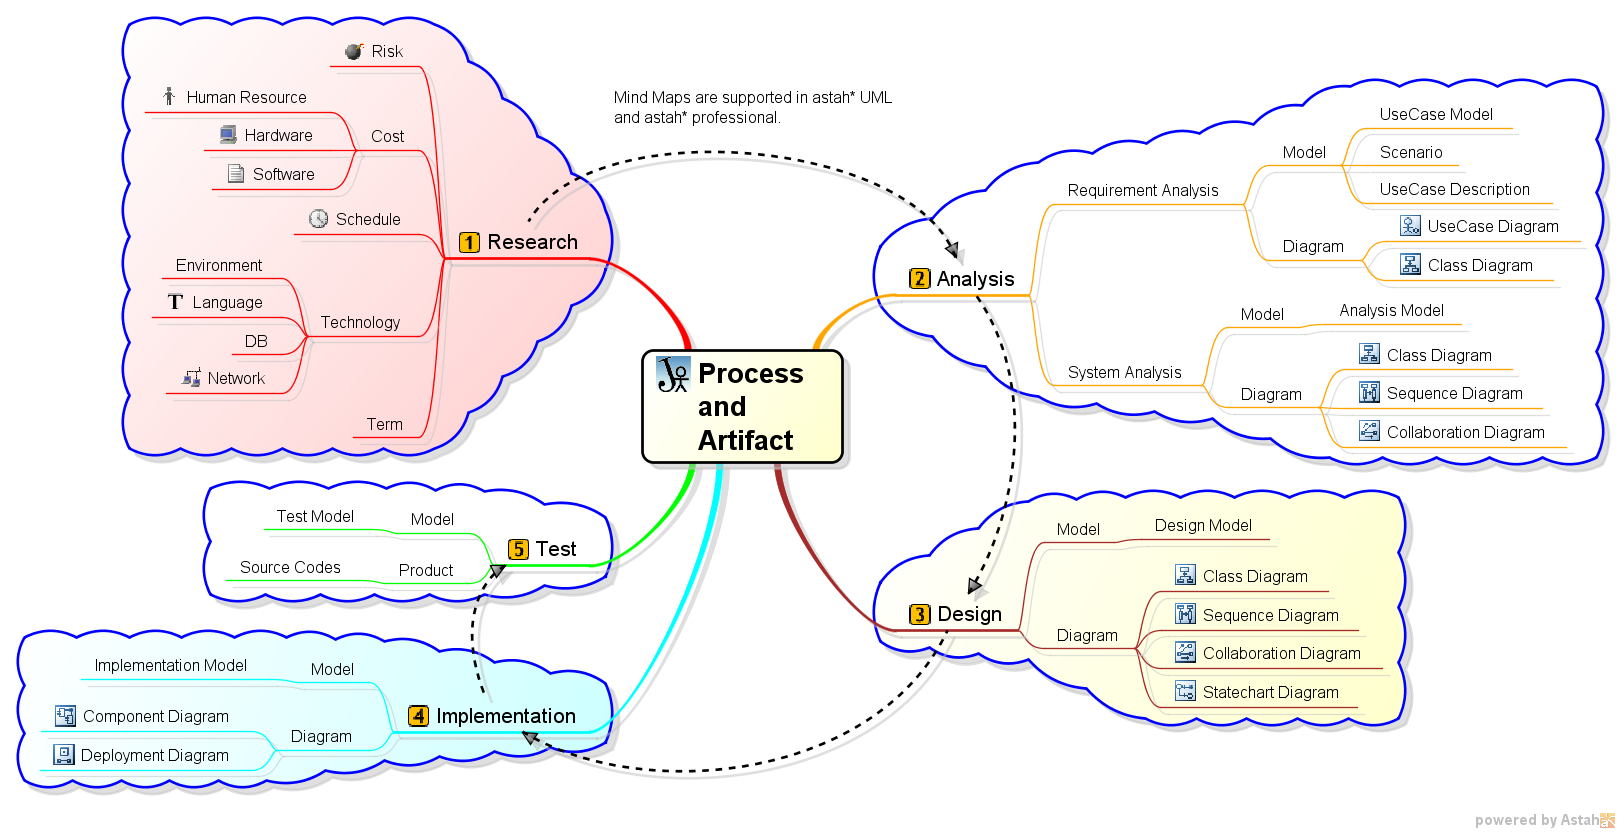 Mind Maps are supported in astah* UML
and astah* professional.
Process
and
Artifact
1 Research
Risk
Cost
Human Resource
Hardware
Software
Schedule
Technology
Environment
T Language
DB
Network
Term
2 Analysis
Requirement Analysis
Model
UseCase Model
Scenario
UseCase Description
Diagram
UseCase Diagram
Class Diagram
System Analysis
Model
Analysis Model
Diagram
Class Diagram
Sequence Diagram
Collaboration Diagram
3 Design
Model
Design Model
Diagram
Class Diagram
Sequence Diagram
Collaboration Diagram
Statechart Diagram
4 Implementation
Model
Implementation Model
Diagram
Component Diagram
Deployment Diagram
5 Test
Model
Test Model
Product
Source Codes
powered by Astah